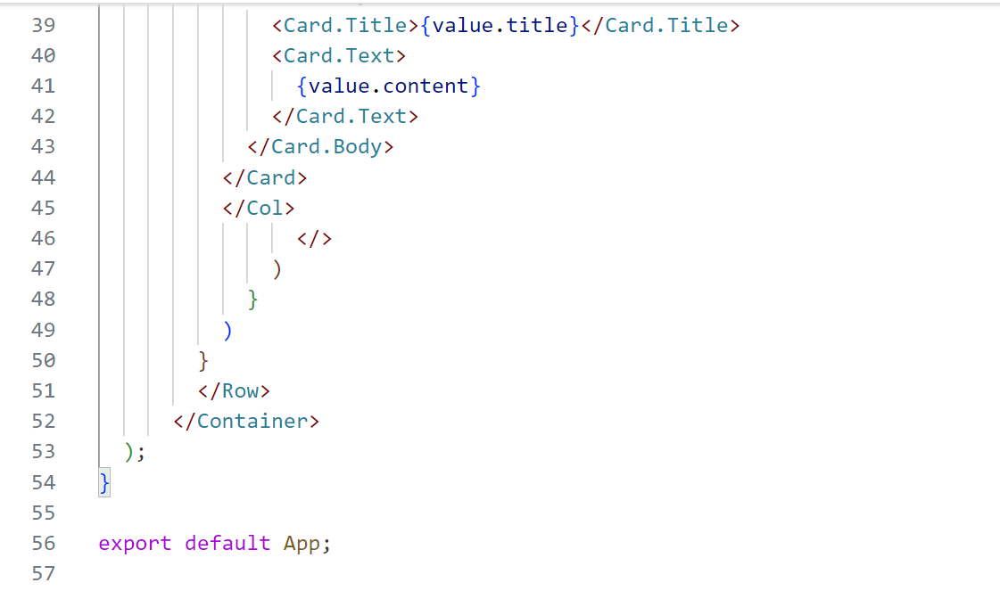 39 <Card.Title>{value.title}</Card.Title>
40 <Card.Text>
41 {value.content}
42 </Card.Text>
43 </Card.Body>
44 </Card>
45 </Col>
46 </>
47 )
48 }
49 )
50 }
51 </Row>
52 </Container>
53 );
54 }
55
56 export default App;
57